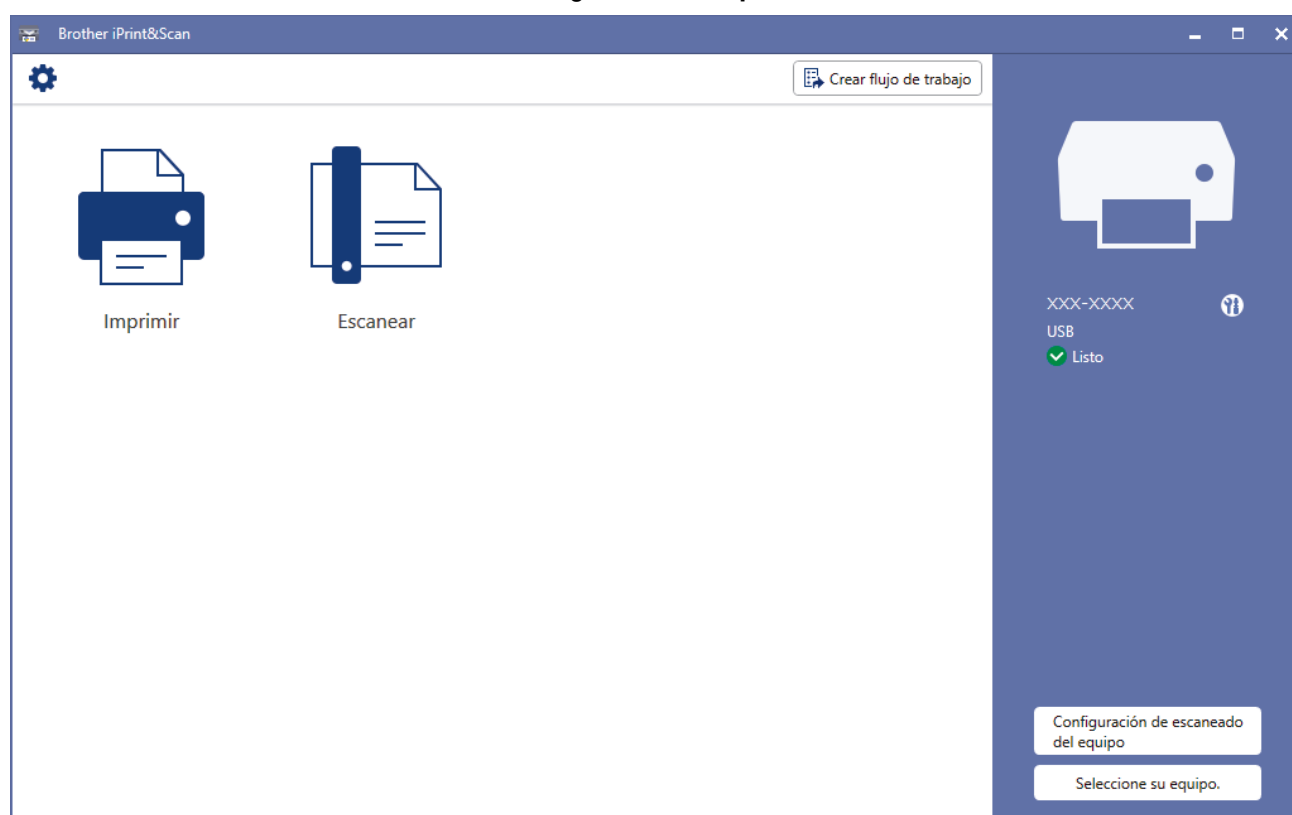 Brother iPrint&Scan
Crear flujo de trabajo
Imprimir
Escanear
XXX-XXXX
USB
Listo
Configuración de escaneado
del equipo
Seleccione su equipo.